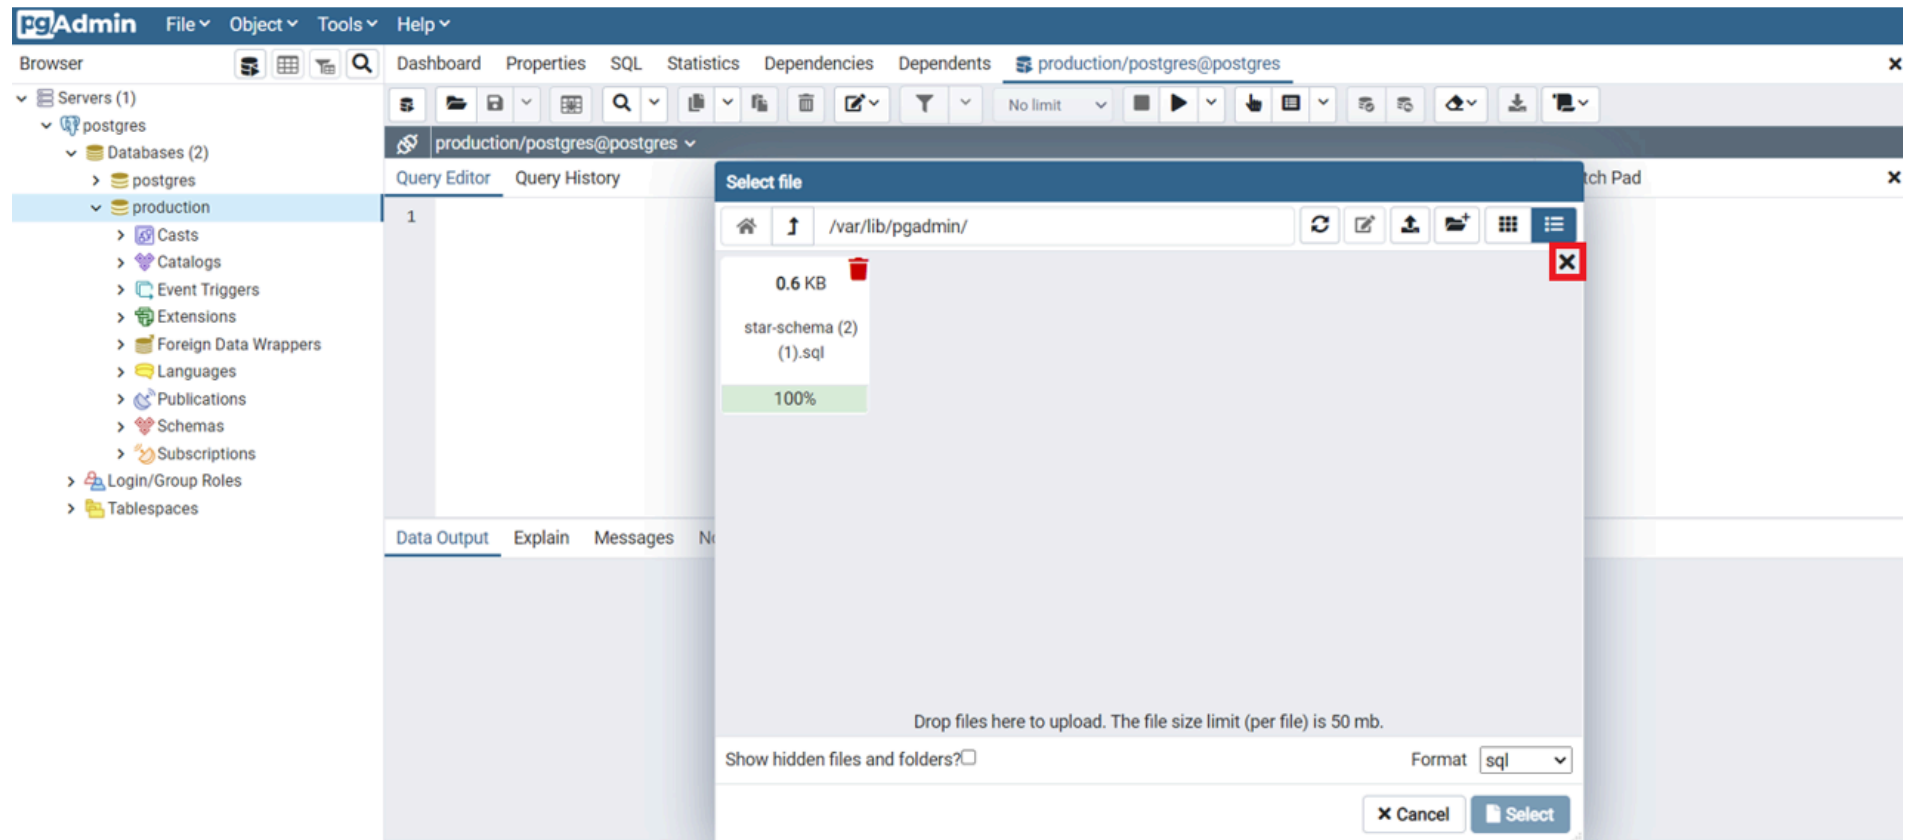 pgAdmin File Object Tools Help
Browser
Dashboard Properties SQL Statistics Dependencies Dependents production/postgres@postgres
Servers (1)
postgres
Databases (2)
postgres
production
Casts
Catalogs
Event Triggers
Extensions
Foreign Data Wrappers
Languages
Publications
Schemas
Subscriptions
Login/Group Roles
Tablespaces
No limit
production/postgres@postgres
Query Editor Query History
tch Pad
1
Select file
/var/lib/pgadmin/
0.6 KB
star-schema (2)
(1).sql
100%
Drop files here to upload. The file size limit (per file) is 50 mb.
Show hidden files and folders?
Format sql
Cancel Select
Data Output Explain Messages